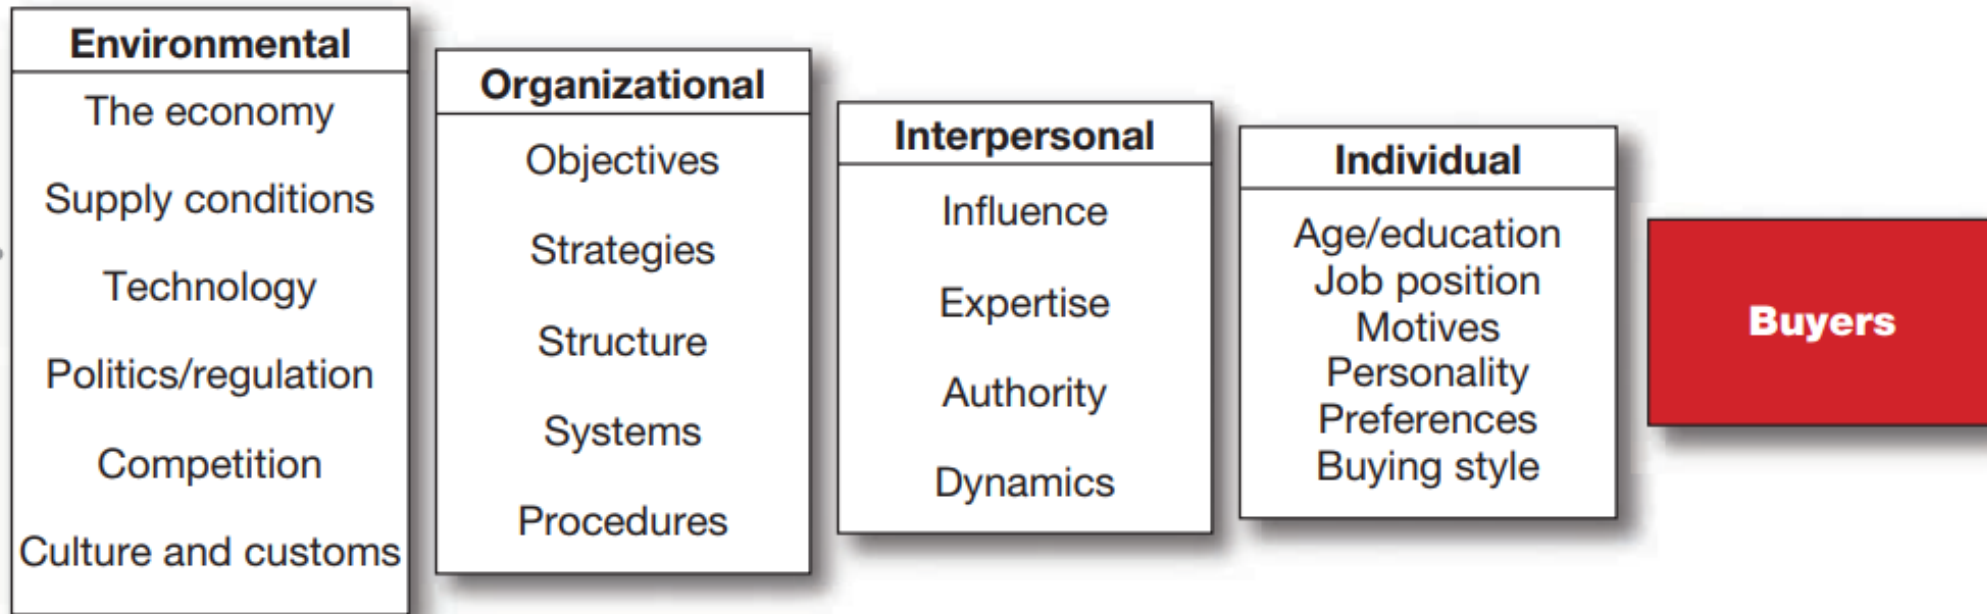 Environmental
The economy
Supply conditions
Technology
Politics/regulation
Competition
Culture and customs
Organizational
Objectives
Strategies
Structure
Systems
Procedures
Interpersonal
Influence
Expertise
Authority
Dynamics
Individual
Age/education
Job position
Motives
Personality
Preferences
Buying style
Buyers